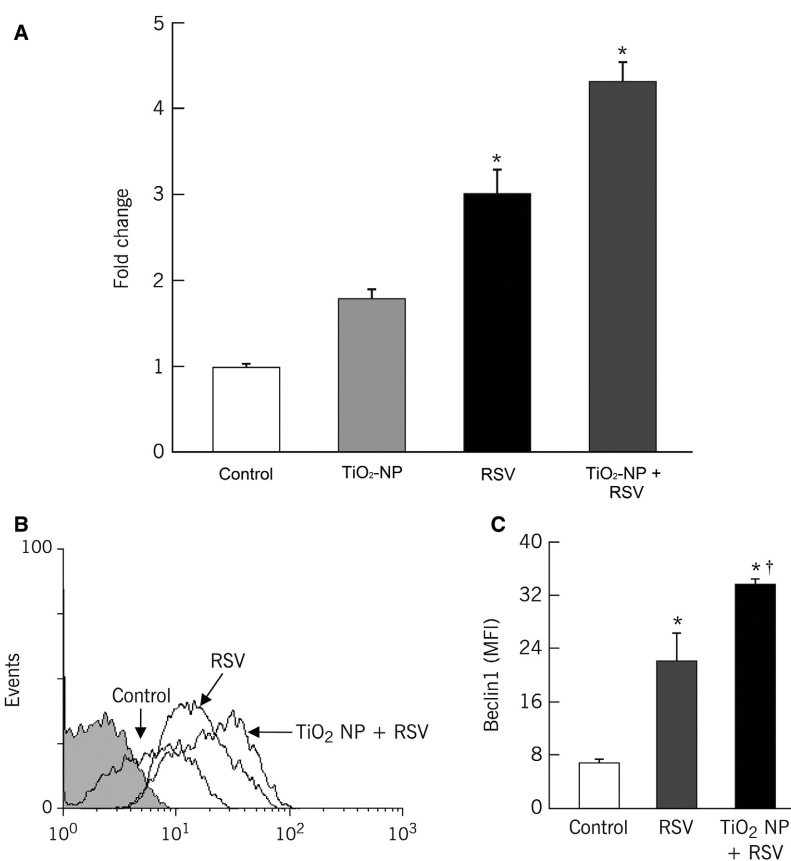 A
5
4
3
2
1
0
Fold change
*
*
Control
TiO₂-NP
RSV
TiO₂-NP +
RSV
B
100
Events
0
RSV
Control
TiO₂ NP + RSV
10⁰
10¹
10²
10³
C
40
32
24
16
8
0
Beclin1 (MFI)
*
* †
Control
RSV
TiO₂ NP
+ RSV